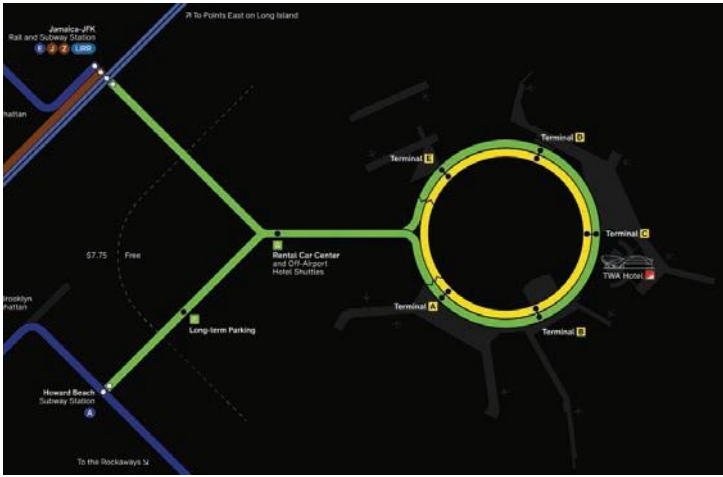 ↗ To Points East on Long Island
Jamaica-JFK
Rail and Subway Station
E J Z LIRR
hattan
Terminal D
Terminal E
Terminal C
$7.75 Free
Rental Car Center
and Off-Airport
Hotel Shuttles
TWA Hotel
Brooklyn
hattan
Terminal A
Long-term Parking
Terminal B
Howard Beach
Subway Station
A
To the Rockaways ↘